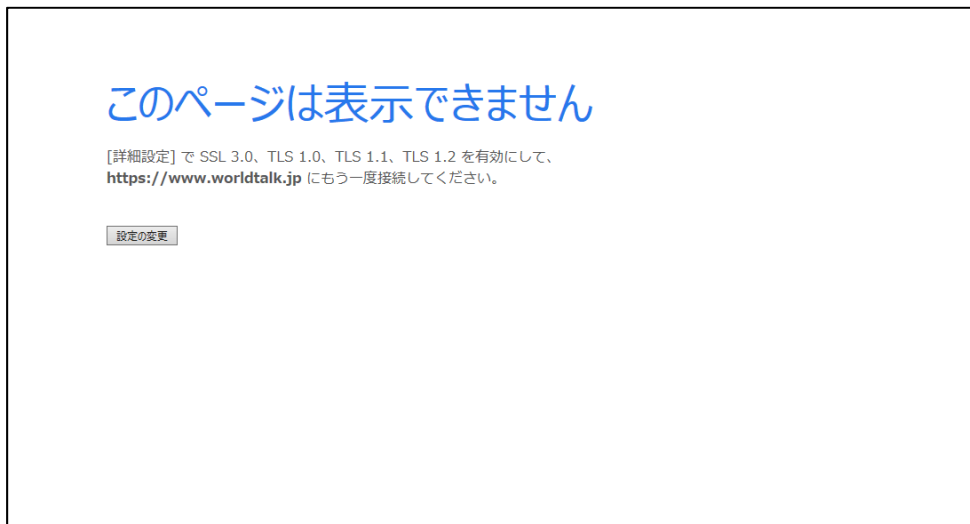 このページは表示できません
[詳細設定] で SSL 3.0、TLS 1.0、TLS 1.1、TLS 1.2 を有効にして、
https://www.worldtalk.jp にもう一度接続してください。
設定の変更